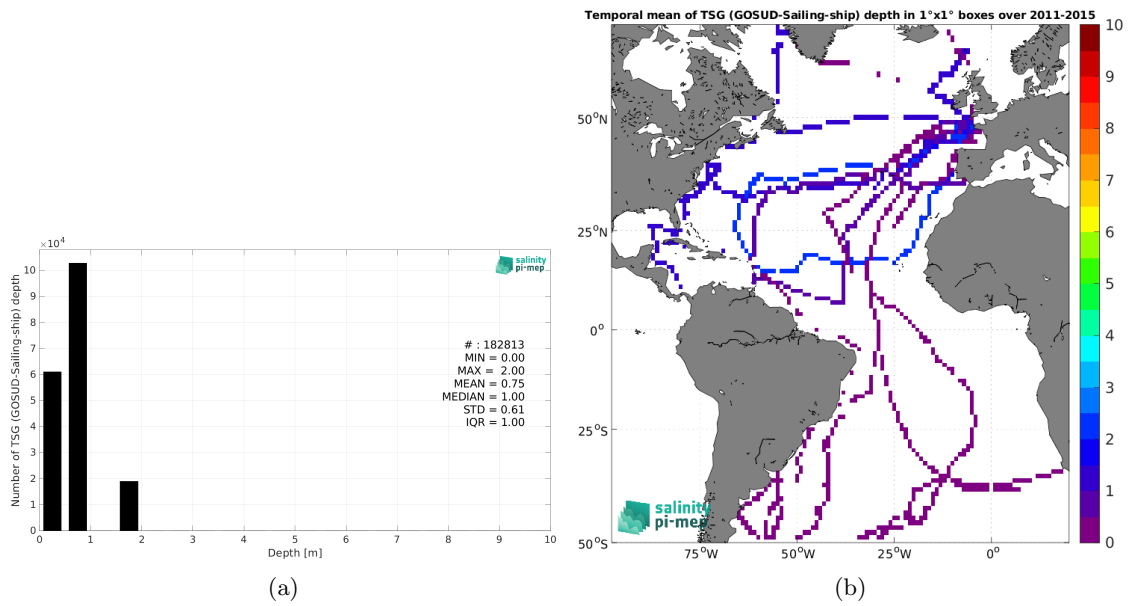 Temporal mean of TSG (GOSUD-Sailing-ship) depth in 1°x1° boxes over 2011-2015
×10⁴
10
9
8
7
6
5
4
3
2
1
0
Number of TSG (GOSUD-Sailing-ship) depth
salinity
pi-mep
# : 182813
MIN = 0.00
MAX = 2.00
MEAN = 0.75
MEDIAN = 1.00
STD = 0.61
IQR = 1.00
0 1 2 3 4 5 6 7 8 9 10
Depth [m]
(a)
50°N
25°N
0°
25°S
50°S
75°W 50°W 25°W 0°
salinity
pi-mep
10
9
8
7
6
5
4
3
2
1
0
(b)